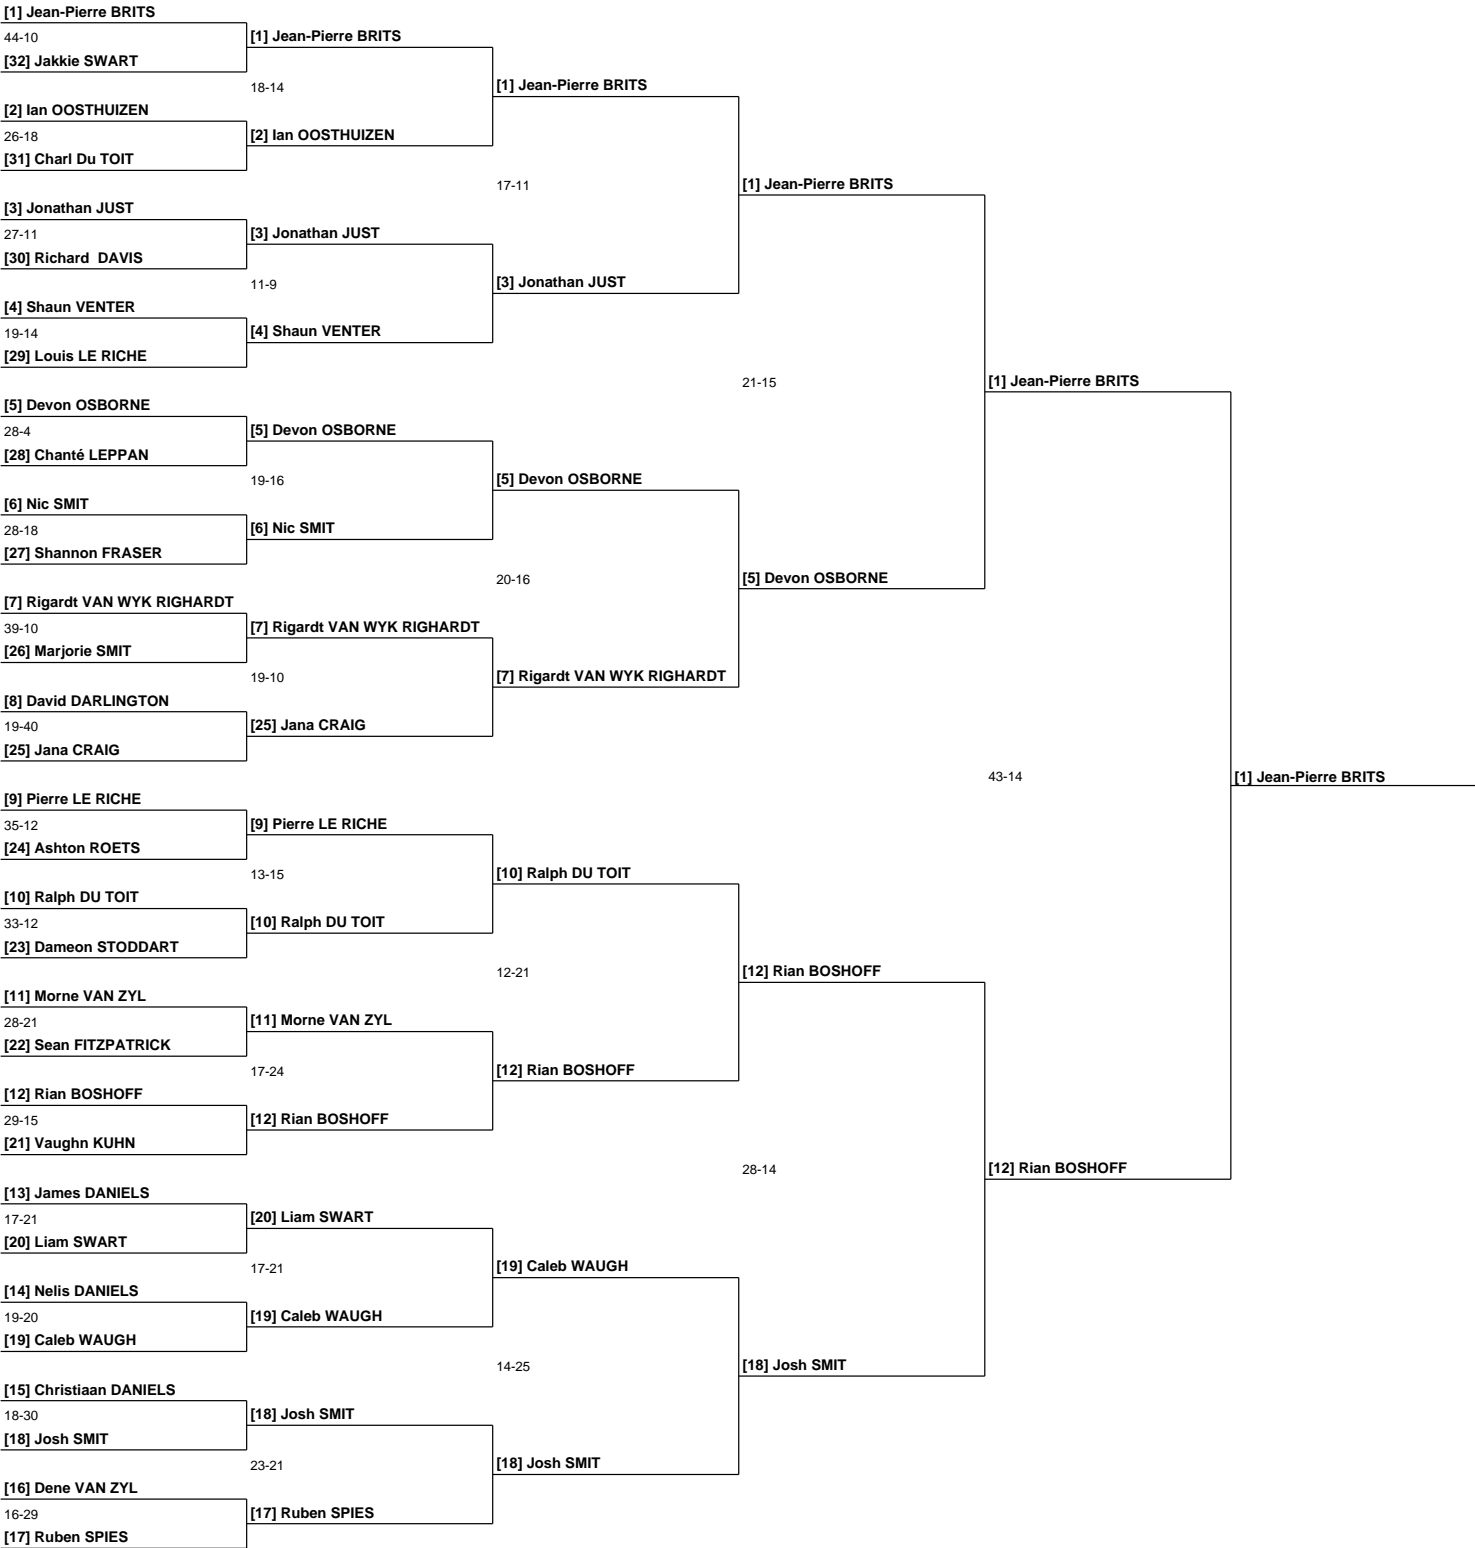 [1] Jean-Pierre BRITS
44-10
[32] Jakkie SWART
[2] Ian OOSTHUIZEN
26-18
[31] Charl Du TOIT
[3] Jonathan JUST
27-11
[30] Richard  DAVIS
[4] Shaun VENTER
19-14
[29] Louis LE RICHE
[5] Devon OSBORNE
28-4
[28] Chanté LEPPAN
[6] Nic SMIT
28-18
[27] Shannon FRASER
[7] Rigardt VAN WYK RIGHARDT
39-10
[26] Marjorie SMIT
[8] David DARLINGTON
19-40
[25] Jana CRAIG
[9] Pierre LE RICHE
35-12
[24] Ashton ROETS
[10] Ralph DU TOIT
33-12
[23] Dameon STODDART
[11] Morne VAN ZYL
28-21
[22] Sean FITZPATRICK
[12] Rian BOSHOFF
29-15
[21] Vaughn KUHN
[13] James DANIELS
17-21
[20] Liam SWART
[14] Nelis DANIELS
19-20
[19] Caleb WAUGH
[15] Christiaan DANIELS
18-30
[18] Josh SMIT
[16] Dene VAN ZYL
16-29
[17] Ruben SPIES
[1] Jean-Pierre BRITS
18-14
[2] Ian OOSTHUIZEN
[3] Jonathan JUST
11-9
[4] Shaun VENTER
[5] Devon OSBORNE
19-16
[6] Nic SMIT
[7] Rigardt VAN WYK RIGHARDT
19-10
[25] Jana CRAIG
[9] Pierre LE RICHE
13-15
[10] Ralph DU TOIT
[11] Morne VAN ZYL
17-24
[12] Rian BOSHOFF
[20] Liam SWART
17-21
[19] Caleb WAUGH
[18] Josh SMIT
23-21
[17] Ruben SPIES
[1] Jean-Pierre BRITS
17-11
[3] Jonathan JUST
[5] Devon OSBORNE
20-16
[7] Rigardt VAN WYK RIGHARDT
[10] Ralph DU TOIT
12-21
[12] Rian BOSHOFF
[19] Caleb WAUGH
14-25
[18] Josh SMIT
[1] Jean-Pierre BRITS
21-15
[5] Devon OSBORNE
[12] Rian BOSHOFF
28-14
[18] Josh SMIT
[1] Jean-Pierre BRITS
43-14
[12] Rian BOSHOFF
[1] Jean-Pierre BRITS